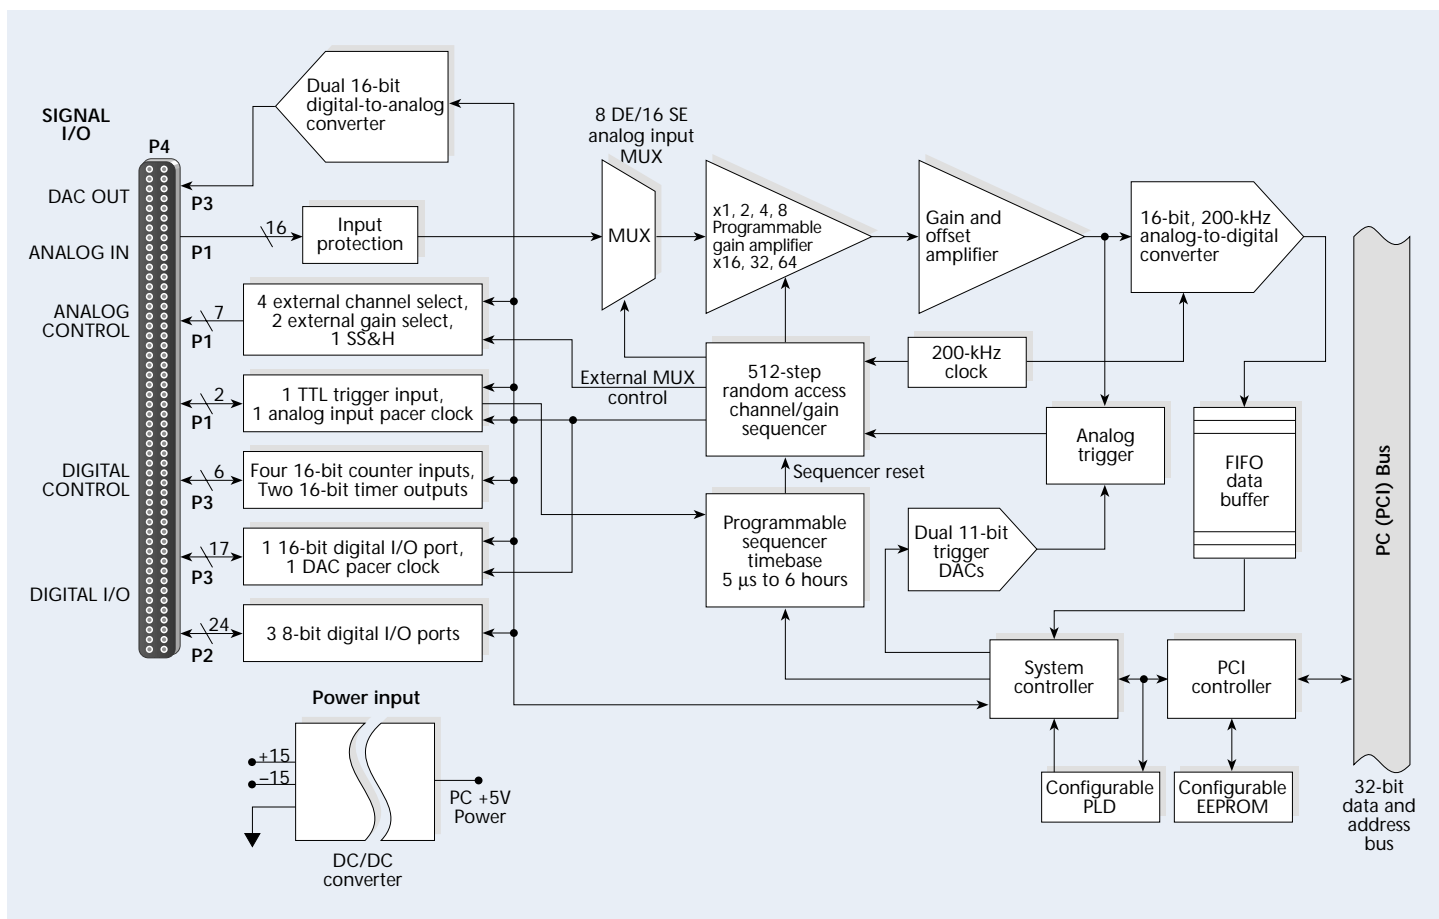 SIGNAL
I/O
P4
DAC OUT
P3
ANALOG IN
P1
16
ANALOG
CONTROL
7
P1
2
P1
DIGITAL
CONTROL
6
P3
17
P3
DIGITAL I/O
24
P2
Dual 16-bit
digital-to-analog
converter
Input
protection
4 external channel select,
2 external gain select,
1 SS&H
1 TTL trigger input,
1 analog input pacer clock
Four 16-bit counter inputs,
Two 16-bit timer outputs
1 16-bit digital I/O port,
1 DAC pacer clock
3 8-bit digital I/O ports
8 DE/16 SE
analog input
MUX
MUX
External MUX
control
x1, 2, 4, 8
Programmable
gain amplifier
x16, 32, 64
Gain and
offset
amplifier
16-bit, 200-kHz
analog-to-digital
converter
512-step
random access
channel/gain
sequencer
200-kHz
clock
Analog
trigger
FIFO
data
buffer
Sequencer reset
Programmable
sequencer
timebase
5 µs to 6 hours
Dual 11-bit
trigger
DACs
System
controller
PCI
controller
Configurable
PLD
Configurable
EEPROM
PC (PCI) Bus
32-bit
data and
address
bus
Power input
+15
–15
PC +5V
Power
DC/DC
converter